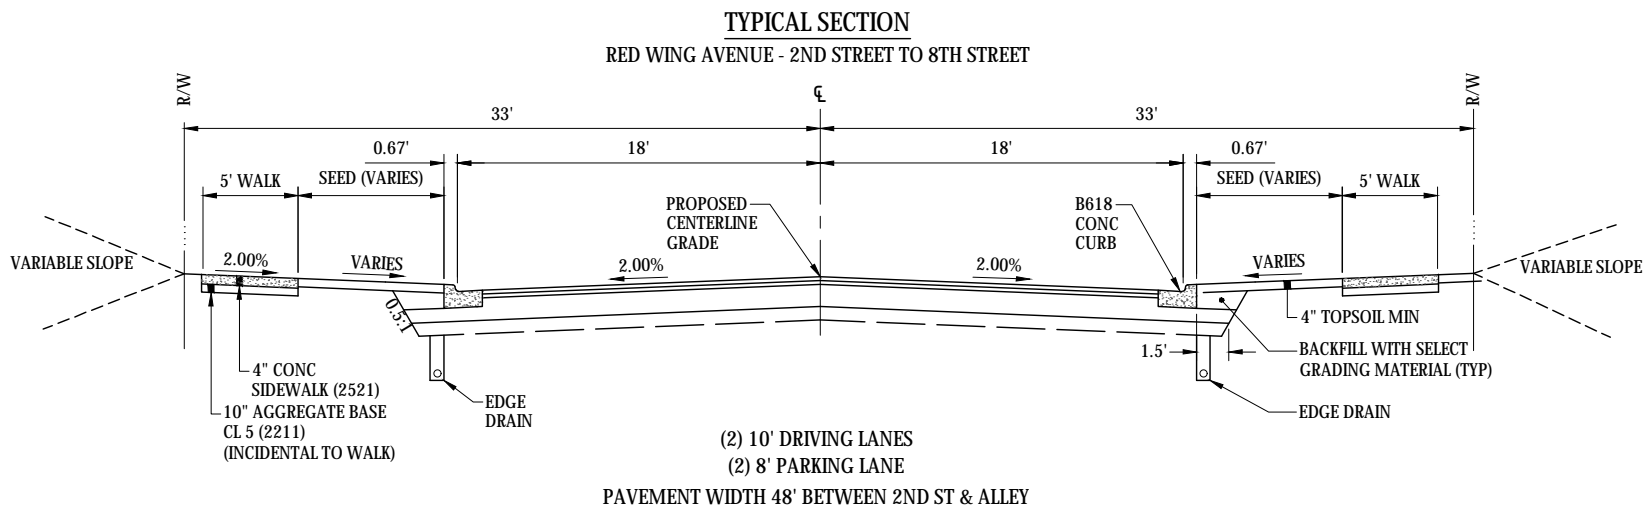 TYPICAL SECTION
RED WING AVENUE - 2ND STREET TO 8TH STREET
R/W
℄
R/W
33'
33'
0.67'
18'
18'
0.67'
5' WALK
SEED (VARIES)
SEED (VARIES)
5' WALK
PROPOSED
CENTERLINE
GRADE
B618
CONC
CURB
VARIABLE SLOPE
2.00%
VARIES
2.00%
2.00%
VARIES
VARIABLE SLOPE
0.5:1
4" TOPSOIL MIN
1.5'
BACKFILL WITH SELECT
GRADING MATERIAL (TYP)
4" CONC
SIDEWALK (2521)
10" AGGREGATE BASE
CL 5 (2211)
(INCIDENTAL TO WALK)
EDGE
DRAIN
EDGE DRAIN
(2) 10' DRIVING LANES
(2) 8' PARKING LANE
PAVEMENT WIDTH 48' BETWEEN 2ND ST & ALLEY